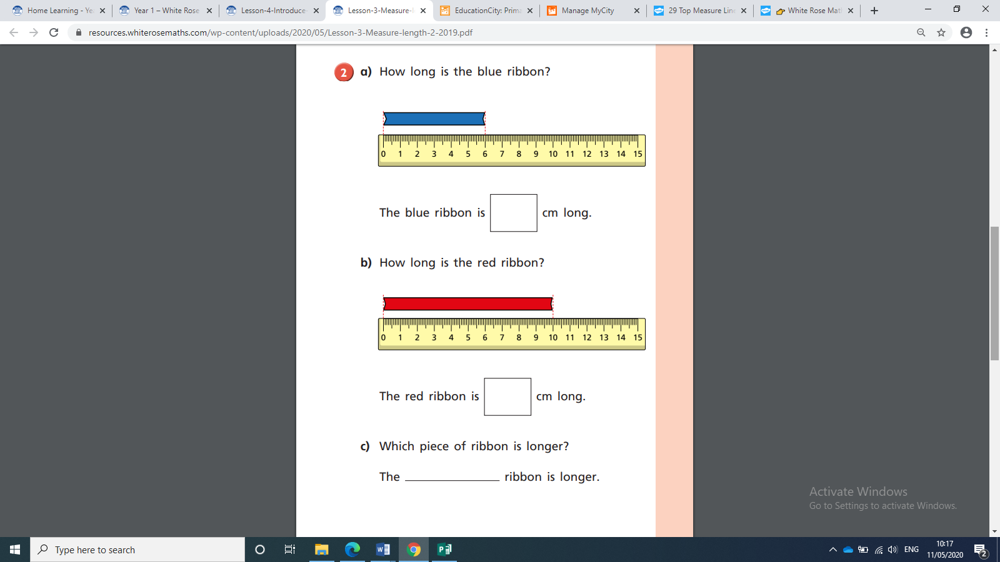 Home Learning - Ye
Year 1 – White Rose
Lesson-4-Introduce-
Lesson-3-Measure-l
EducationCity: Prima
Manage MyCity
29 Top Measure Line
White Rose Mat
resources.whiterosemaths.com/wp-content/uploads/2020/05/Lesson-3-Measure-length-2-2019.pdf
2 a) How long is the blue ribbon?
0 1 2 3 4 5 6 7 8 9 10 11 12 13 14 15
The blue ribbon is cm long.
b) How long is the red ribbon?
0 1 2 3 4 5 6 7 8 9 10 11 12 13 14 15
The red ribbon is cm long.
c) Which piece of ribbon is longer?
The ______________ ribbon is longer.
Activate Windows
Go to Settings to activate Windows.
Type here to search
ENG
10:17
11/05/2020
2